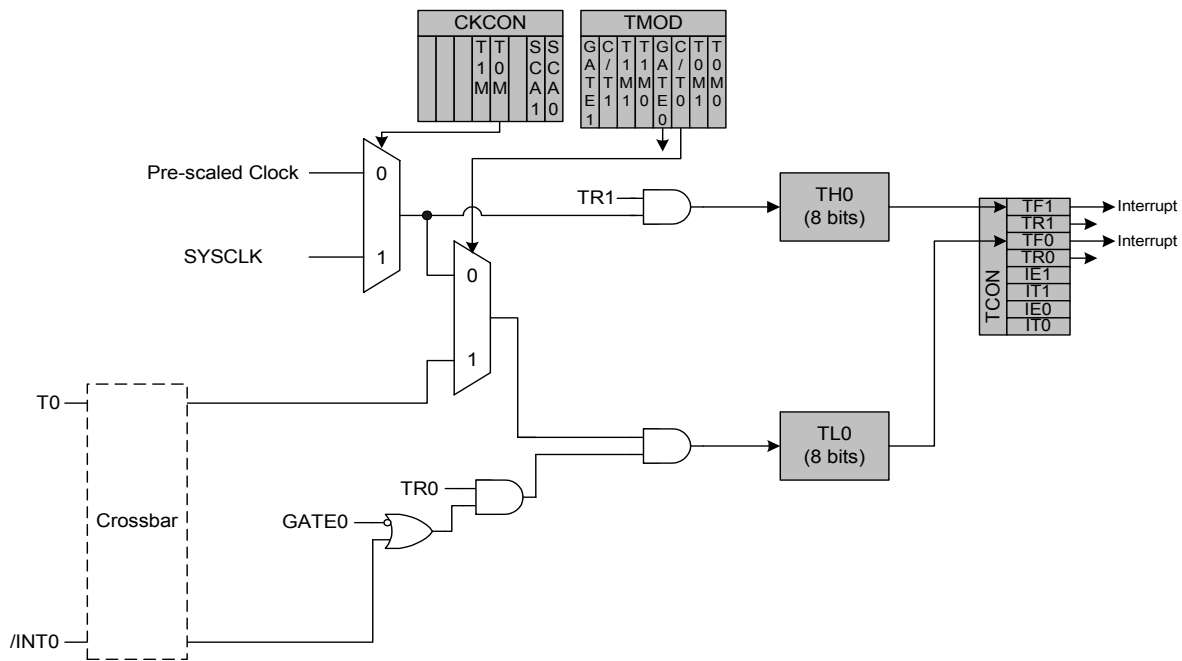 CKCON
T1M
T0M
SCA1
SCA0
TMOD
GATE1
C/T1
T1M1
T1M0
GATE0
C/T0
T0M1
T0M0
Pre-scaled Clock
0
SYSCLK
1
TR1
TH0
(8 bits)
TCON
TF1
TR1
TF0
TR0
IE1
IT1
IE0
IT0
Interrupt
Interrupt
0
1
T0
Crossbar
/INT0
TR0
GATE0
TL0
(8 bits)